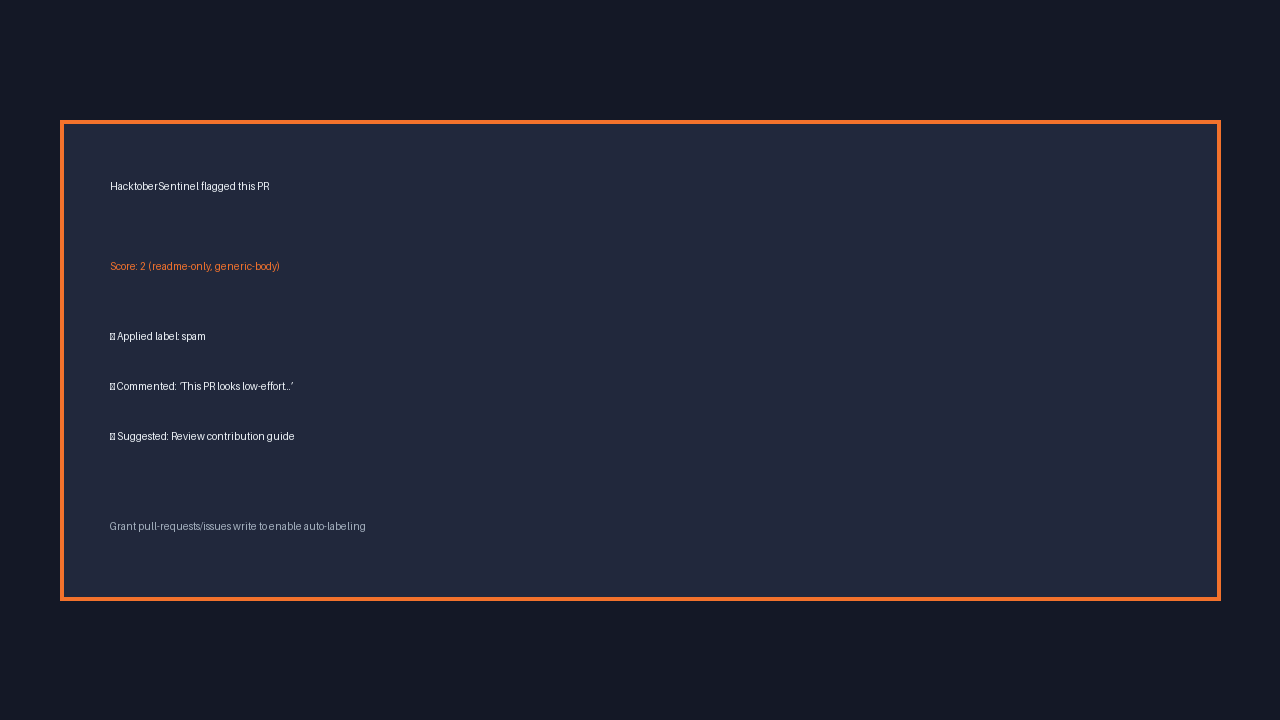 HacktoberSentinel flagged this PR
Score: 2 (readme-only, generic-body)
Applied label: spam
Commented: 'This PR looks low-effort...'
Suggested: Review contribution guide
Grant pull-requests/issues write to enable auto-labeling